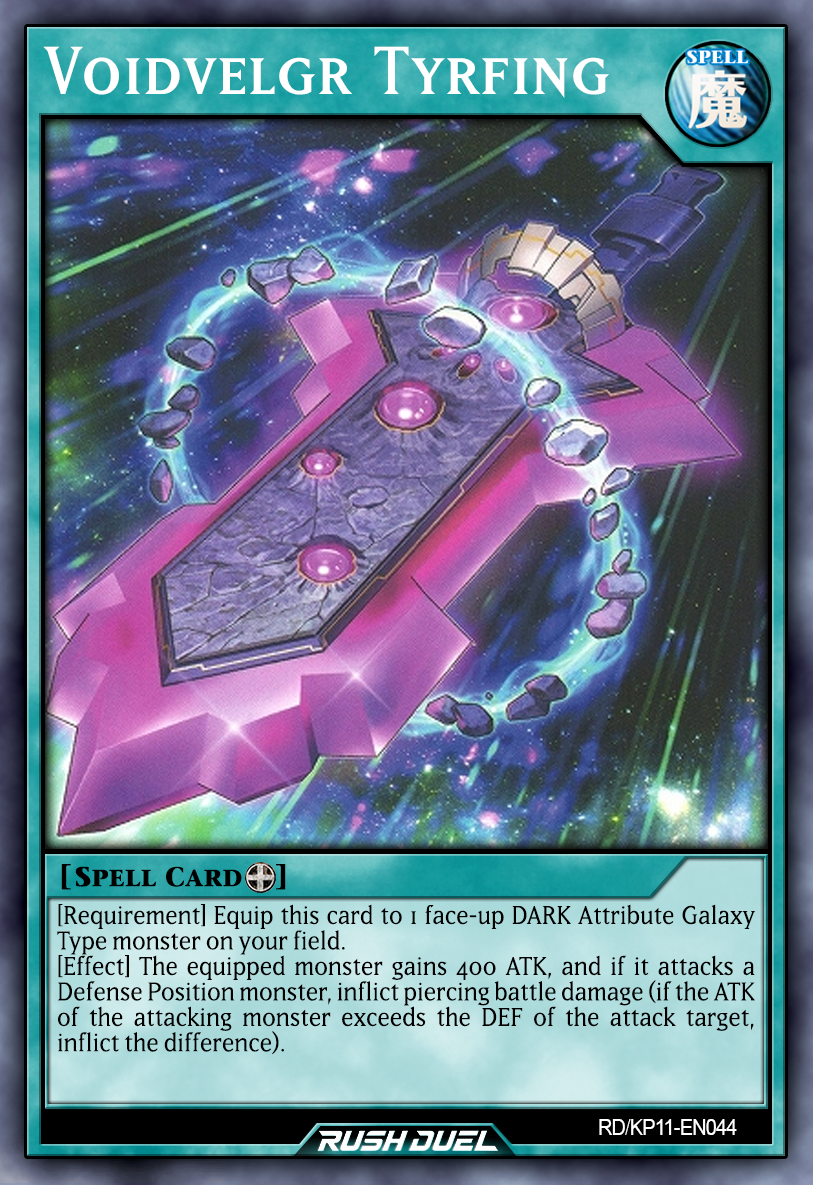 Voidvelgr Tyrfing
SPELL
魔
[Spell Card]
[Requirement] Equip this card to 1 face-up DARK Attribute Galaxy
Type monster on your field.
[Effect] The equipped monster gains 400 ATK, and if it attacks a
Defense Position monster, inflict piercing battle damage (if the ATK
of the attacking monster exceeds the DEF of the attack target,
inflict the difference).
RD/KP11-EN044
RUSH DUEL